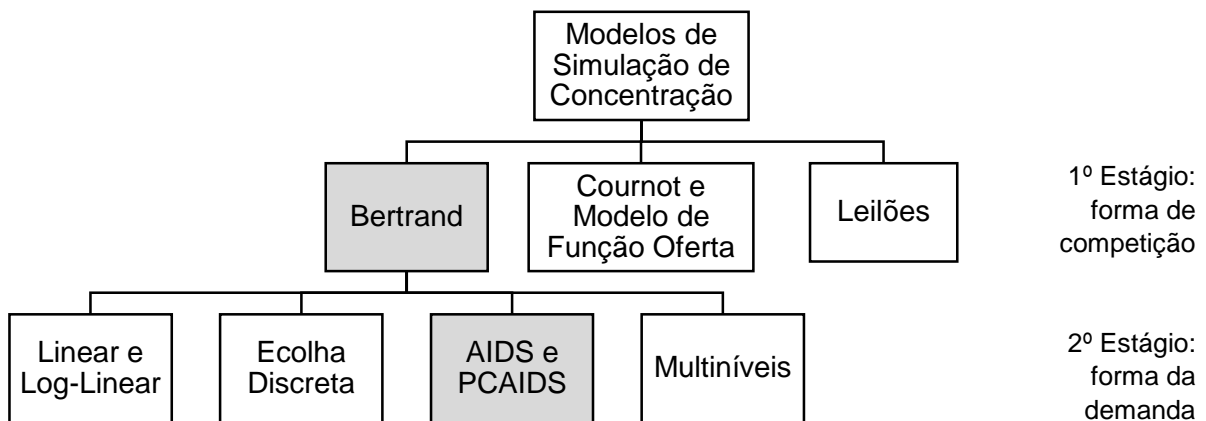 Modelos de
Simulação de
Concentração
Bertrand
Cournot e
Modelo de
Função Oferta
Leilões
1º Estágio:
forma de
competição
Linear e
Log-Linear
Ecolha
Discreta
AIDS e
PCAIDS
Multiníveis
2º Estágio:
forma da
demanda